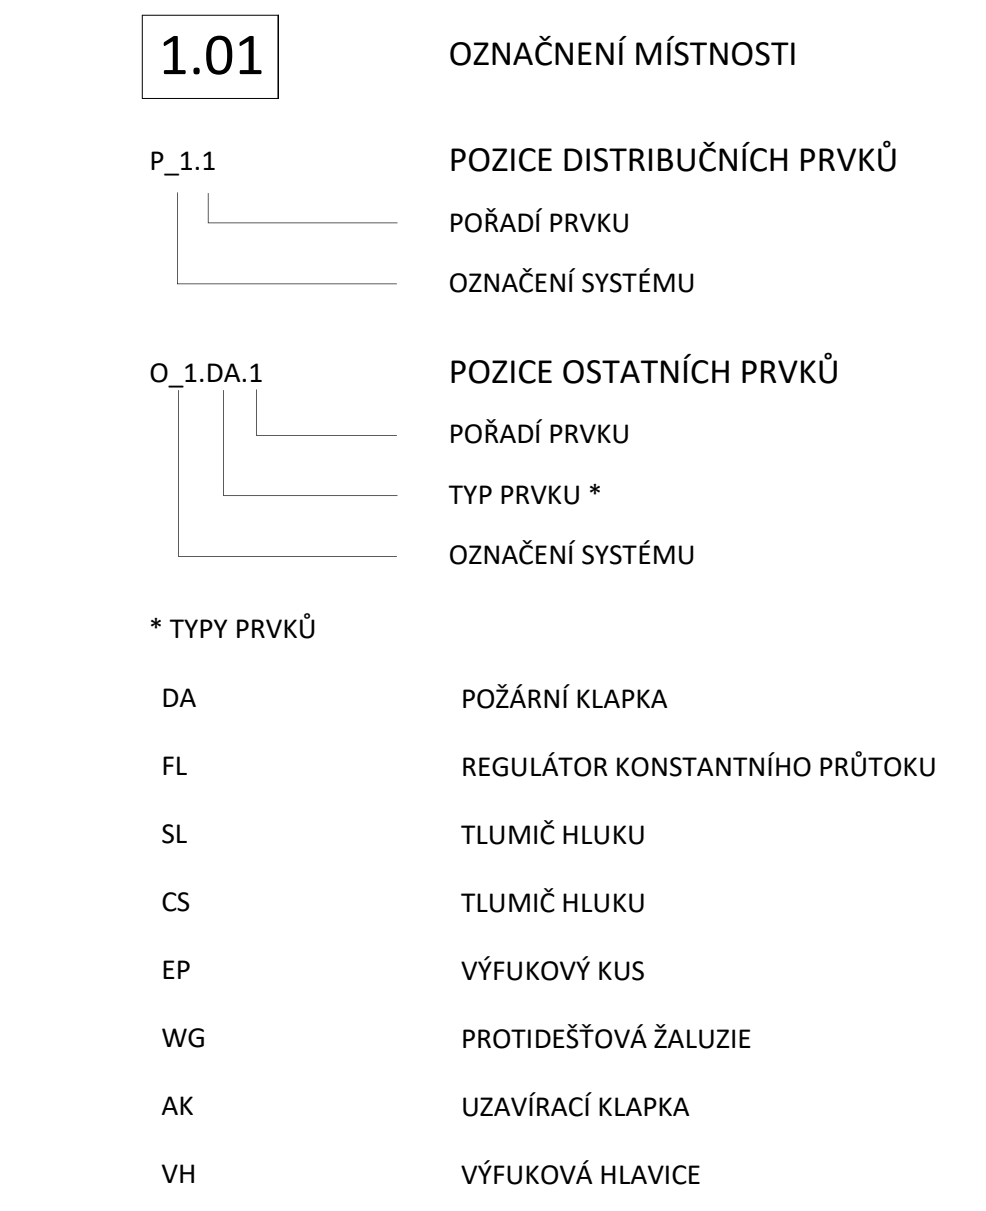 1.01 OZNAČNENÍ MÍSTNOSTI
P_1.1 POZICE DISTRIBUČNÍCH PRVKŮ
POŘADÍ PRVKU
OZNAČENÍ SYSTÉMU
O_1.DA.1 POZICE OSTATNÍCH PRVKŮ
POŘADÍ PRVKU
TYP PRVKU *
OZNAČENÍ SYSTÉMU
* TYPY PRVKŮ
DA POŽÁRNÍ KLAPKA
FL REGULÁTOR KONSTANTNÍHO PRŮTOKU
SL TLUMIČ HLUKU
CS TLUMIČ HLUKU
EP VÝFUKOVÝ KUS
WG PROTIDEŠŤOVÁ ŽALUZIE
AK UZAVÍRACÍ KLAPKA
VH VÝFUKOVÁ HLAVICE